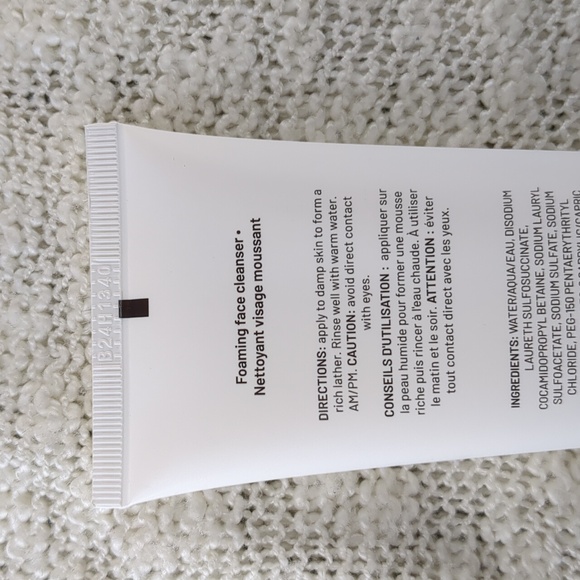 B24H1340
Foaming face cleanser •
Nettoyant visage moussant
DIRECTIONS: apply to damp skin to form a
rich lather. Rinse well with warm water.
AM/PM. CAUTION: avoid direct contact
with eyes.
CONSEILS D'UTILISATION : appliquer sur
la peau humide pour former une mousse
riche puis rincer à l'eau chaude. À utiliser
le matin et le soir. ATTENTION : éviter
tout contact direct avec les yeux.
INGREDIENTS: WATER/AQUA/EAU, DISODIUM
LAURETH SULFOSUCCINATE,
COCAMIDOPROPYL BETAINE, SODIUM LAURYL
SULFOACETATE, SODIUM SULFATE, SODIUM
CHLORIDE, PEG-150 PENTAERYTHRITYL